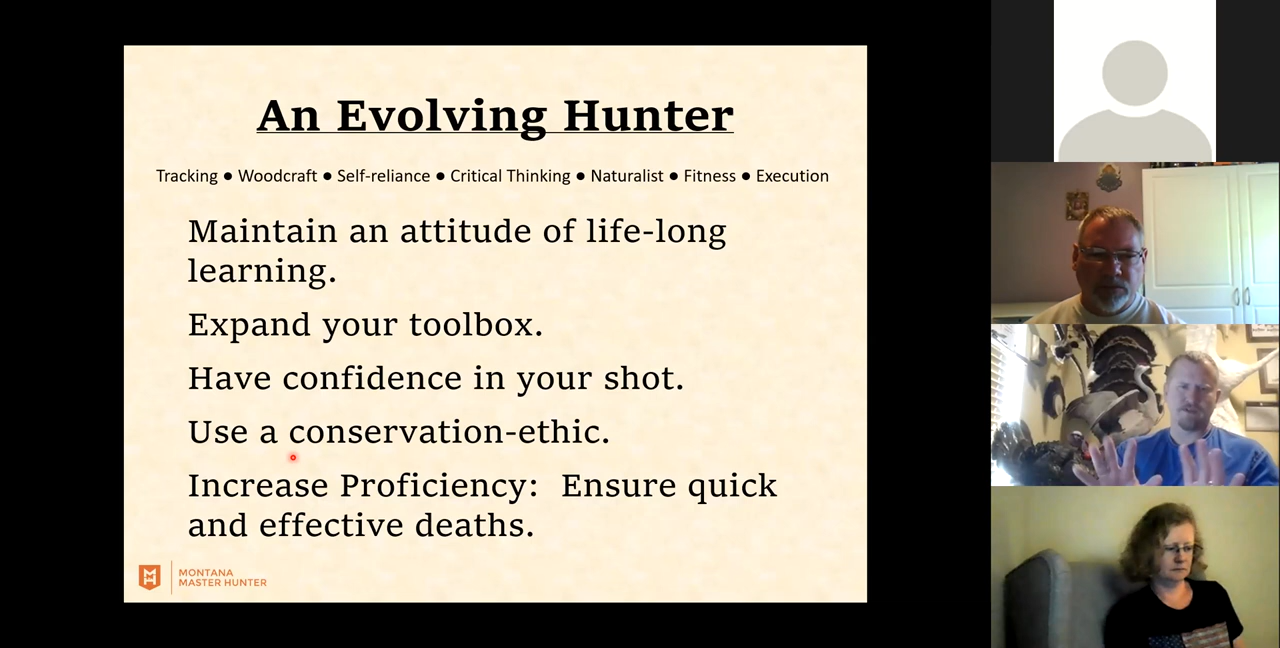 An Evolving Hunter
Tracking ● Woodcraft ● Self-reliance ● Critical Thinking ● Naturalist ● Fitness ● Execution
Maintain an attitude of life-long
learning.
Expand your toolbox.
Have confidence in your shot.
Use a conservation-ethic.
Increase Proficiency:  Ensure quick
and effective deaths.
MONTANA
MASTER HUNTER